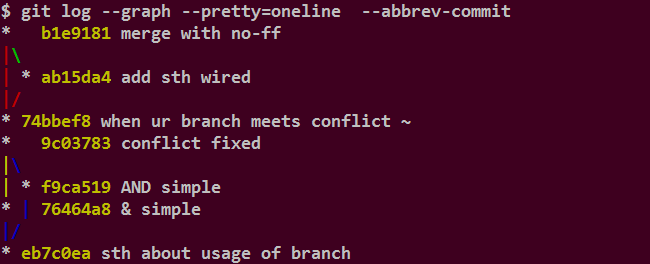 $ git log --graph --pretty=oneline  --abbrev-commit
*   b1e9181 merge with no-ff
|\
| * ab15da4 add sth wired
|/
* 74bbef8 when ur branch meets conflict ~
*   9c03783 conflict fixed
|\
| * f9ca519 AND simple
* | 76464a8 & simple
|/
* eb7c0ea sth about usage of branch